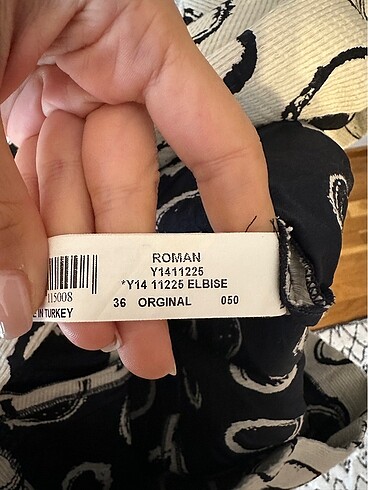 ROMAN
Y1411225
*Y14 11225 ELBISE
36 ORGINAL 050
115008
IN TURKEY